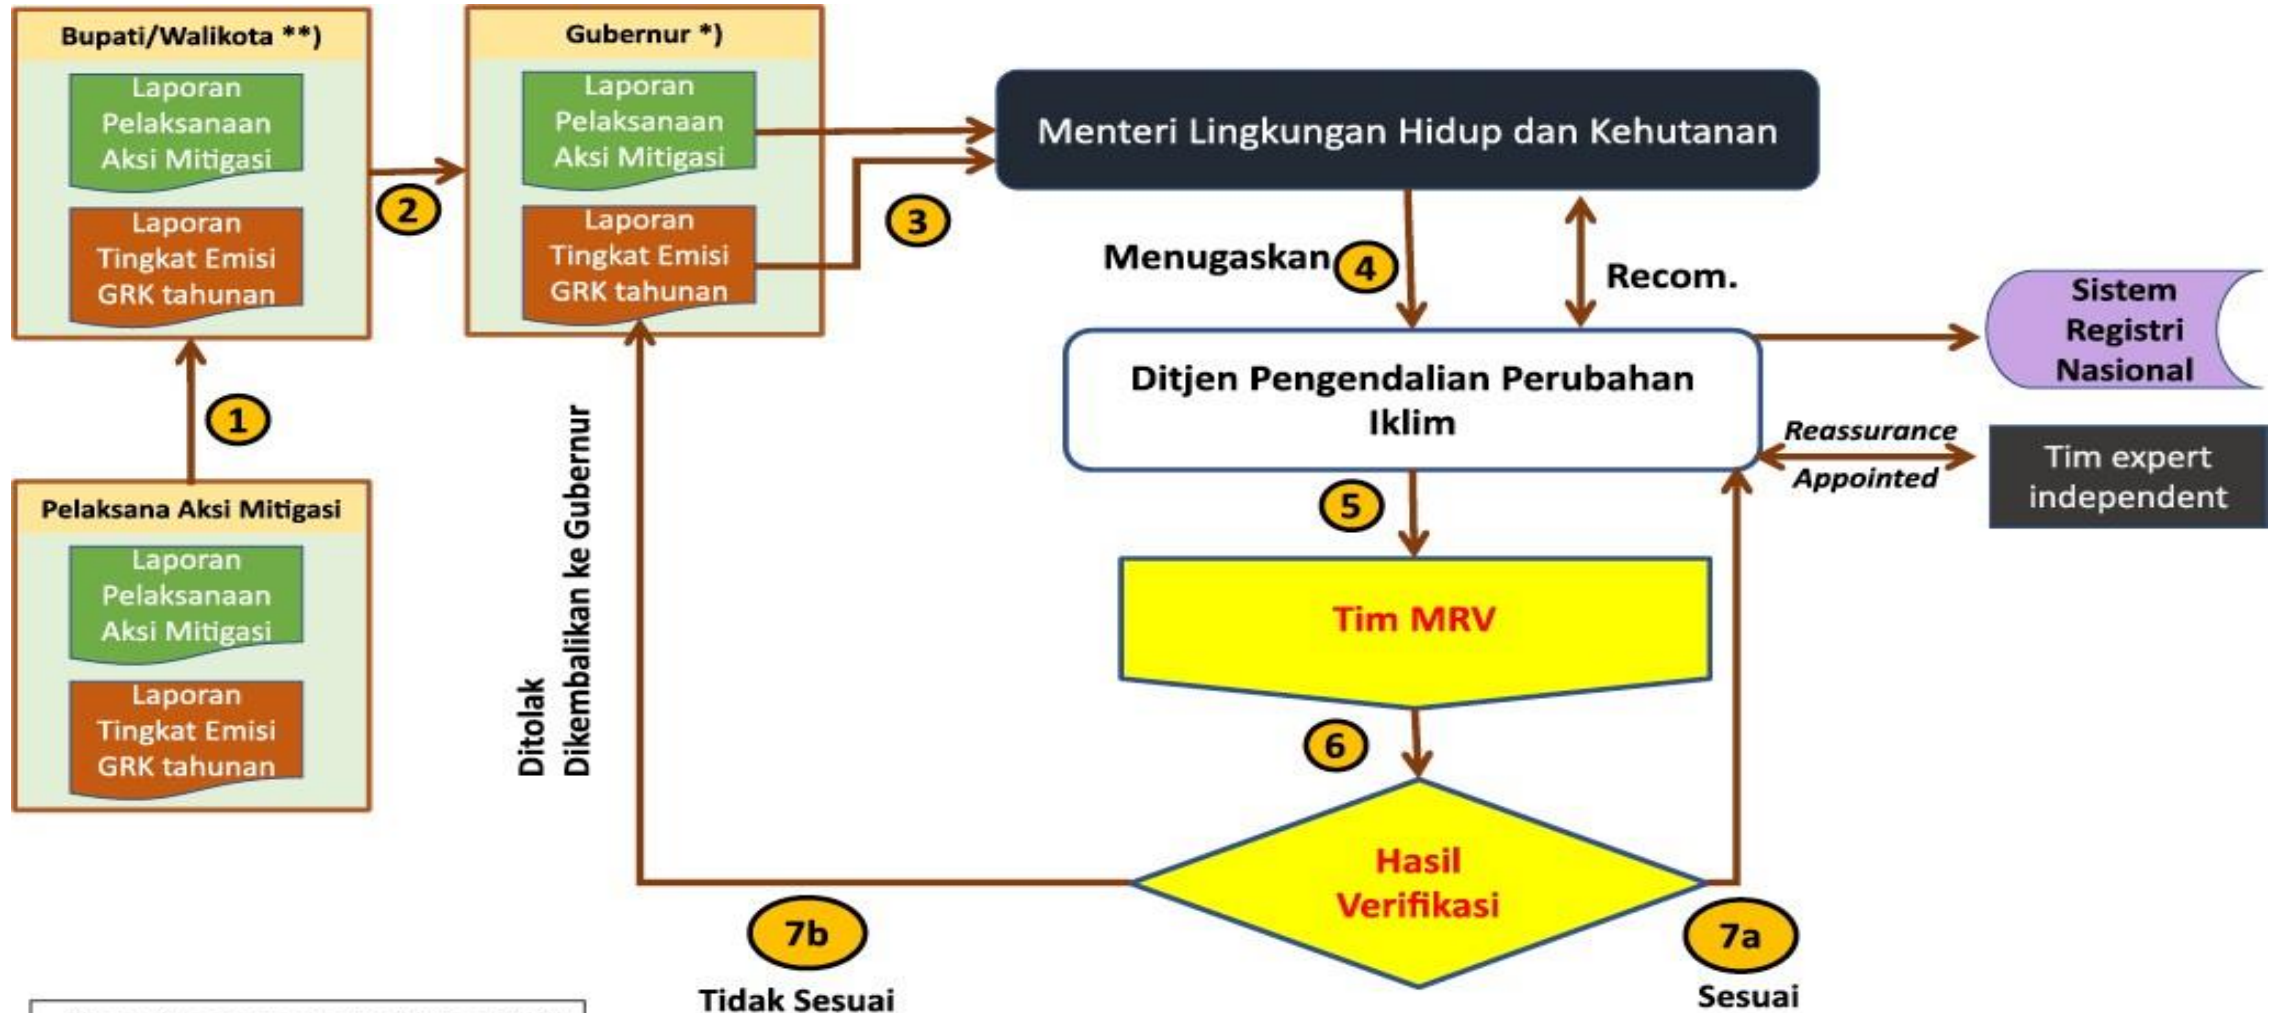 Bupati/Walikota **)
Laporan
Pelaksanaan
Aksi Mitigasi
Laporan
Tingkat Emisi
GRK tahunan
2
Gubernur *)
Laporan
Pelaksanaan
Aksi Mitigasi
Laporan
Tingkat Emisi
GRK tahunan
3
Menteri Lingkungan Hidup dan Kehutanan
Menugaskan
4
Recom.
Sistem
Registri
Nasional
Ditjen Pengendalian Perubahan
Iklim
Reassurance
Appointed
Tim expert
independent
1
Pelaksana Aksi Mitigasi
Laporan
Pelaksanaan
Aksi Mitigasi
Laporan
Tingkat Emisi
GRK tahunan
Ditolak
Dikembalikan ke Gubernur
5
Tim MRV
6
Hasil
Verifikasi
7b
Tidak Sesuai
7a
Sesuai